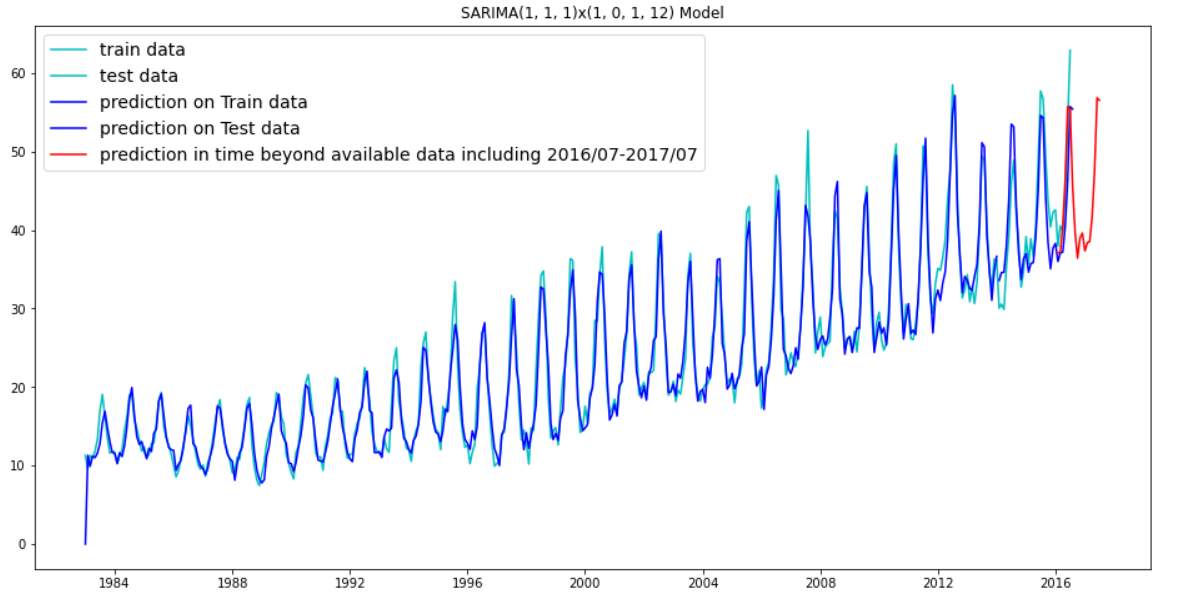 SARIMA(1, 1, 1)x(1, 0, 1, 12) Model
train data
test data
prediction on Train data
prediction on Test data
prediction in time beyond available data including 2016/07-2017/07
60
50
40
30
20
10
0
1984 1988 1992 1996 2000 2004 2008 2012 2016